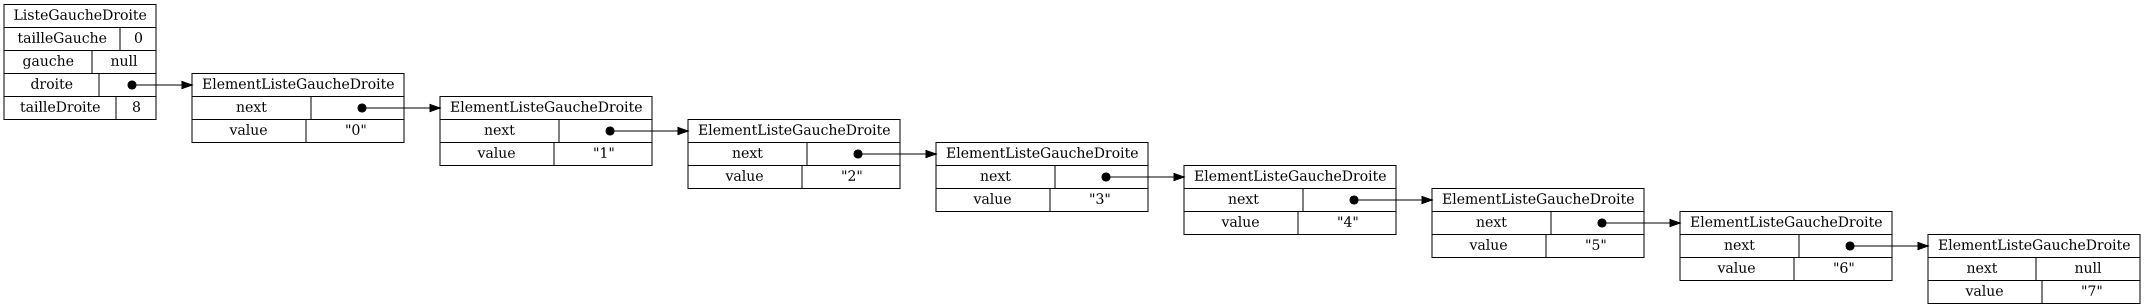 ListeGaucheDroite
tailleGauche 0
gauche null
droite
tailleDroite 8
ElementListeGaucheDroite
next
value "0"
ElementListeGaucheDroite
next
value "1"
ElementListeGaucheDroite
next
value "2"
ElementListeGaucheDroite
next
value "3"
ElementListeGaucheDroite
next
value "4"
ElementListeGaucheDroite
next
value "5"
ElementListeGaucheDroite
next
value "6"
ElementListeGaucheDroite
next null
value "7"